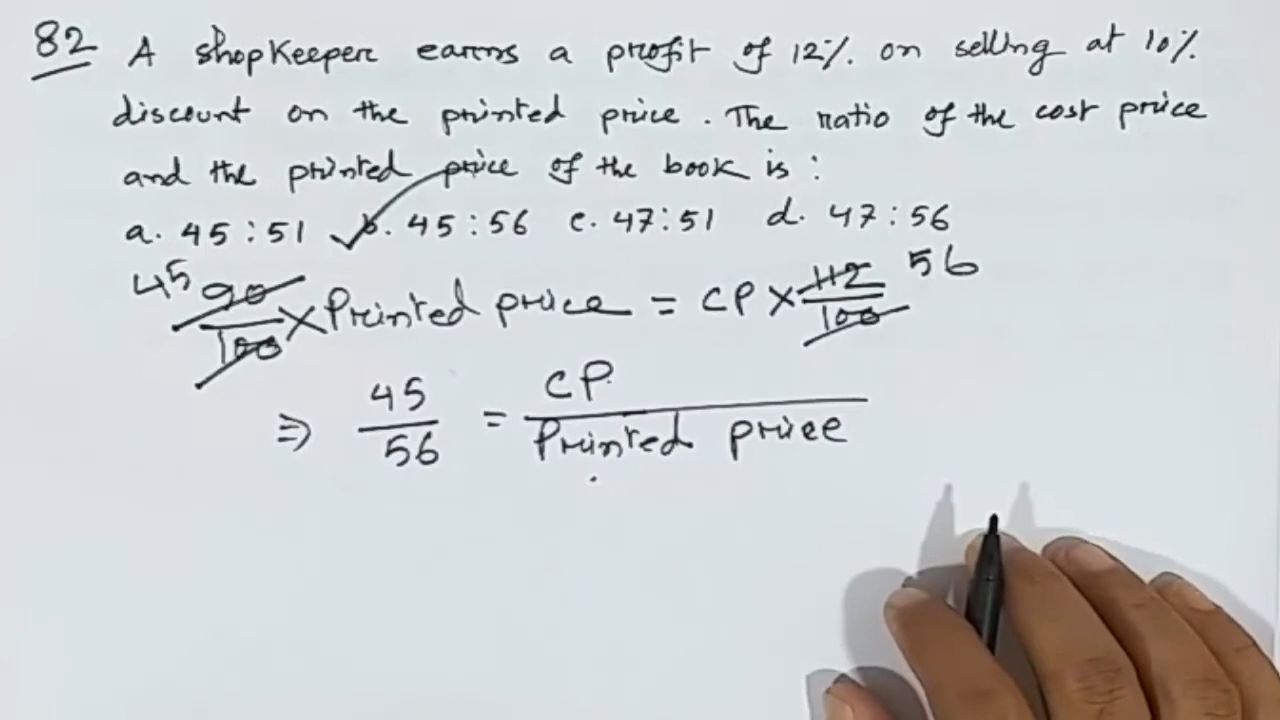 82 A shopkeeper earns a profit of 12%. on selling at 10%.
discount on the printed price. The ratio of the cost price
and the printed price of the book is:
a. 45:51 b. 45:56 c. 47:51 d. 47:56
45 90/100 × Printed price = CP × 112/100 56
⇒ 45/56 = CP/Printed price